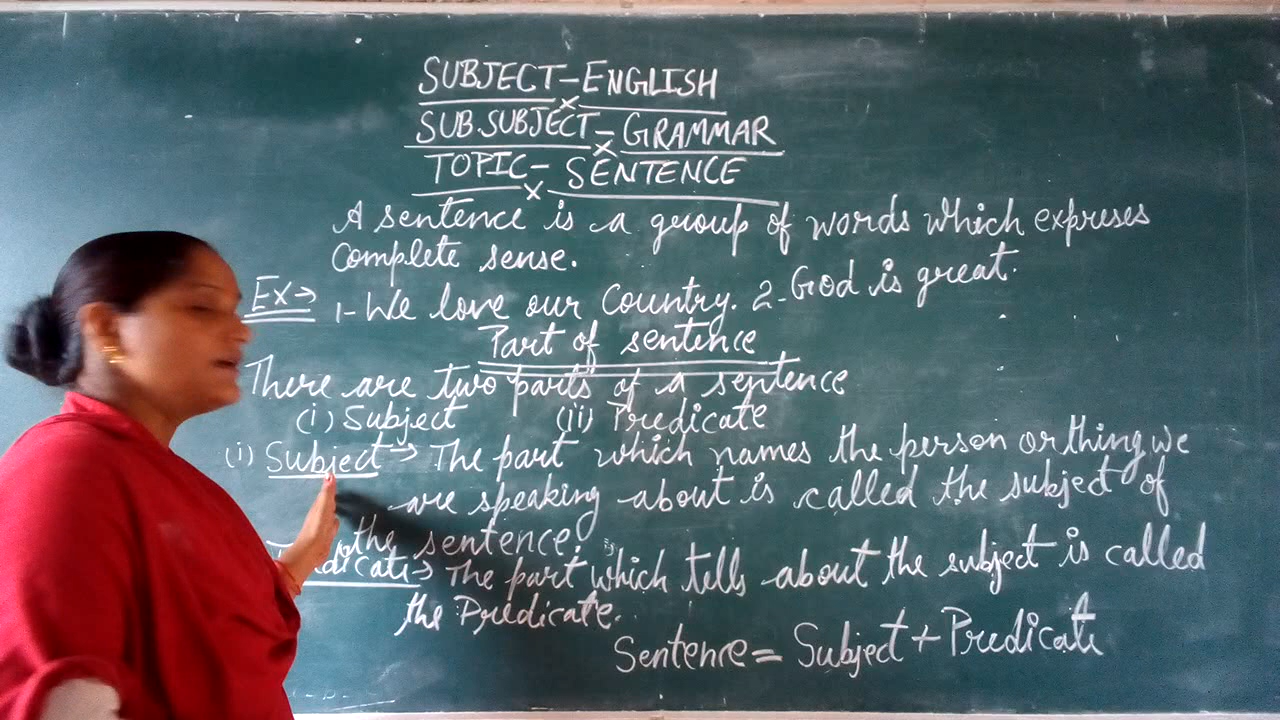 SUBJECT-ENGLISH
SUB.SUBJECT-GRAMMAR
TOPIC-SENTENCE
A sentence is a group of words which expreses
complete sense.
Ex→ 1-We love our country. 2-God is great.
Part of sentence
There are two parts of a sentence
(i) Subject (ii) Predicate
(i) Subject→ The part which names the person or thing we
are speaking about is called the subject of
the sentence.
→ The part which tells about the subject is called
the Predicate.
Sentence = Subject + Predicate